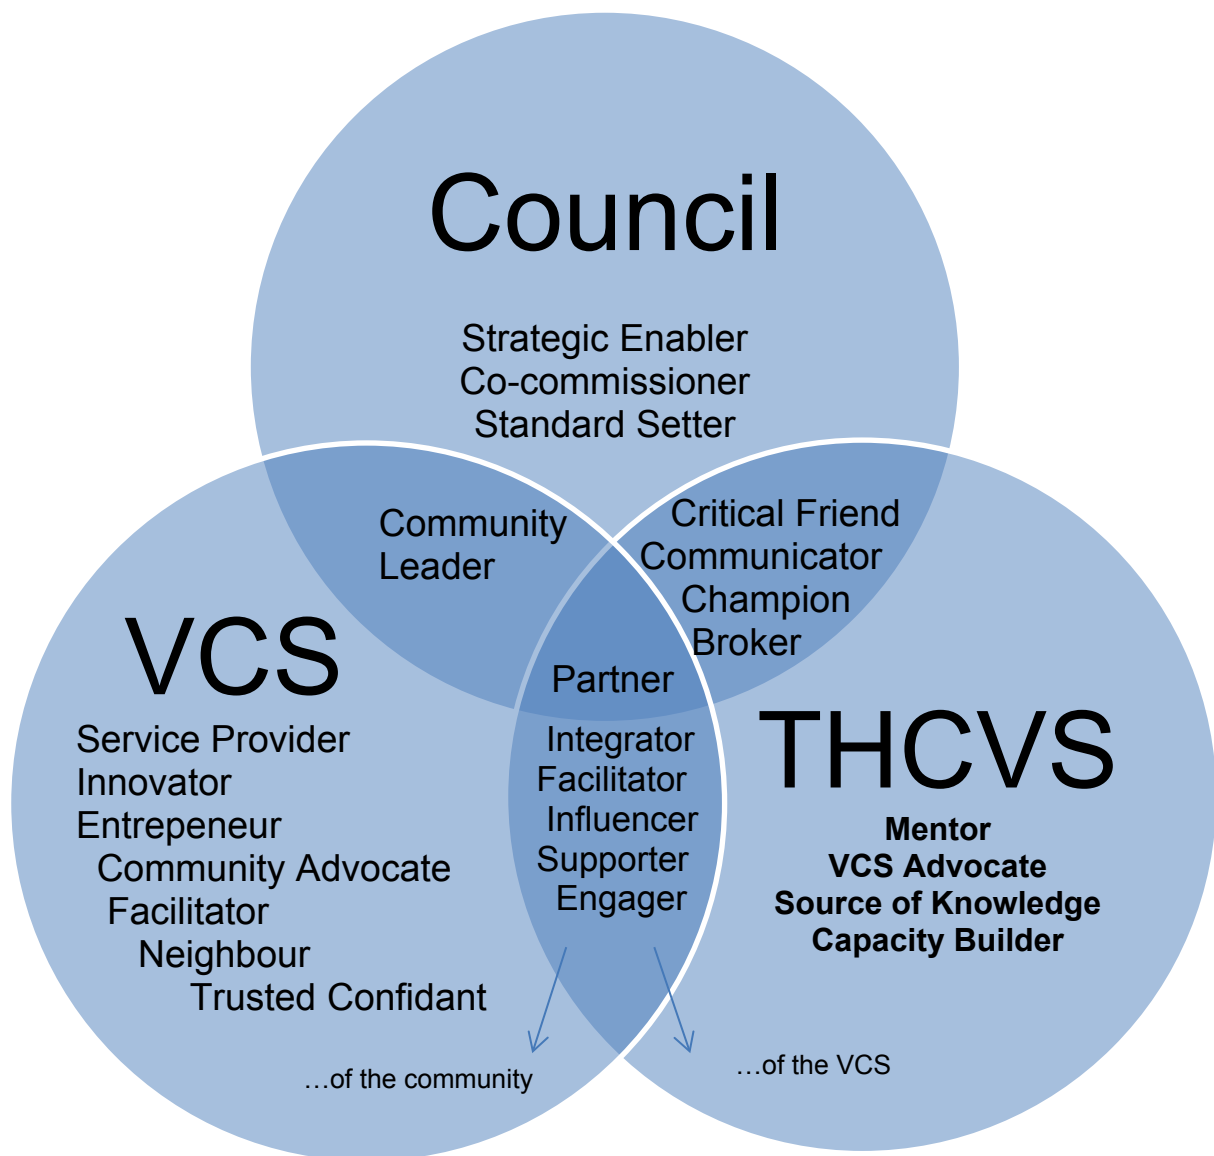 Council
Strategic Enabler
Co-commissioner
Standard Setter
Community
Leader
Critical Friend
Communicator
Champion
Broker
VCS
Service Provider
Innovator
Entrepeneur
Community Advocate
Facilitator
Neighbour
Trusted Confidant
Partner
Integrator
Facilitator
Influencer
Supporter
Engager
THCVS
Mentor
VCS Advocate
Source of Knowledge
Capacity Builder
…of the community
…of the VCS